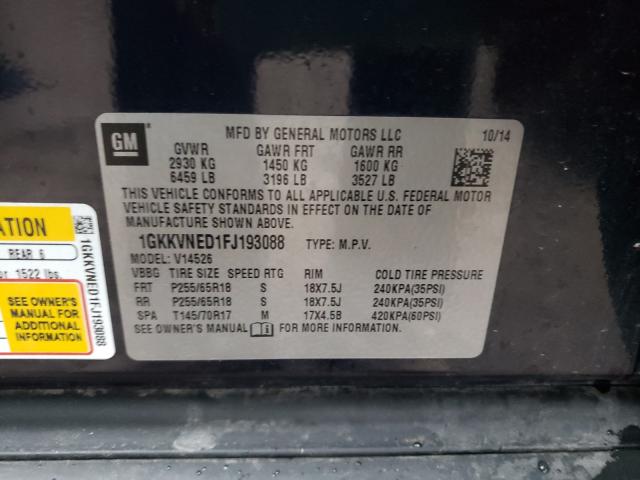 GM
MFD BY GENERAL MOTORS LLC 10/14
GVWR GAWR FRT GAWR RR
2930 KG 1450 KG 1600 KG
6459 LB 3196 LB 3527 LB
THIS VEHICLE CONFORMS TO ALL APPLICABLE U.S. FEDERAL MOTOR
VEHICLE SAFETY STANDARDS IN EFFECT ON THE DATE OF
MANUFACTURE SHOWN ABOVE.
1GKKVNED1FJ193088 TYPE: M.P.V.
MODEL: V14526
VBBG TIRE SIZE SPEED RTG RIM COLD TIRE PRESSURE
FRT P255/65R18 S 18X7.5J 240KPA(35PSI)
RR P255/65R18 S 18X7.5J 240KPA(35PSI)
SPA T145/70R17 M 17X4.5B 420KPA(60PSI)
SEE OWNER'S MANUAL FOR MORE INFORMATION
ATION
REAR 6
or 1522 lbs.
SEE OWNER'S
MANUAL FOR
ADDITIONAL
INFORMATION
1GKKVNED1FJ193088